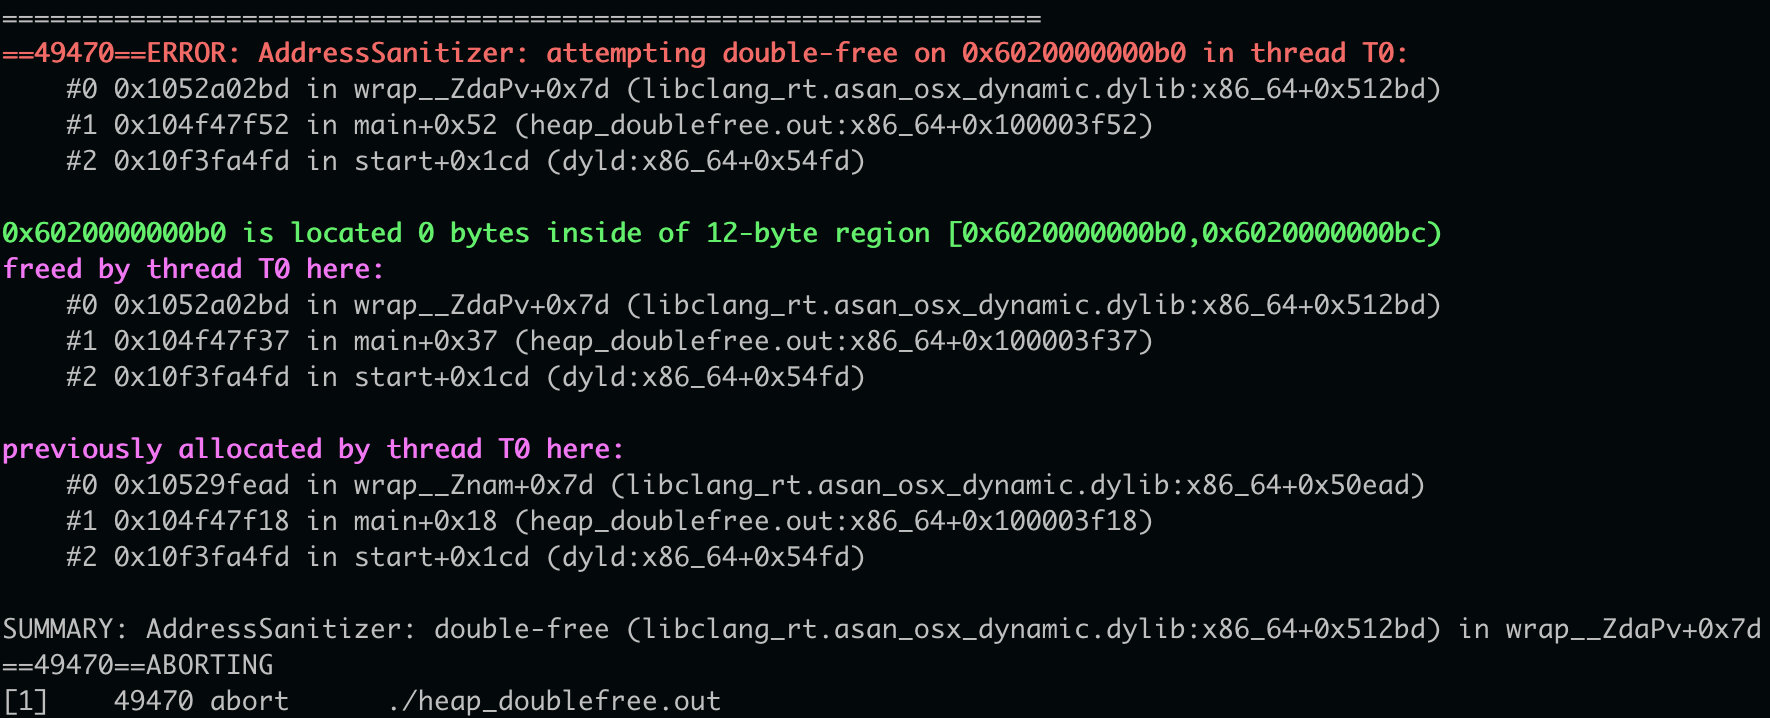 =================================================================
==49470==ERROR: AddressSanitizer: attempting double-free on 0x6020000000b0 in thread T0:
    #0 0x1052a02bd in wrap__ZdaPv+0x7d (libclang_rt.asan_osx_dynamic.dylib:x86_64+0x512bd)
    #1 0x104f47f52 in main+0x52 (heap_doublefree.out:x86_64+0x100003f52)
    #2 0x10f3fa4fd in start+0x1cd (dyld:x86_64+0x54fd)

0x6020000000b0 is located 0 bytes inside of 12-byte region [0x6020000000b0,0x6020000000bc)
freed by thread T0 here:
    #0 0x1052a02bd in wrap__ZdaPv+0x7d (libclang_rt.asan_osx_dynamic.dylib:x86_64+0x512bd)
    #1 0x104f47f37 in main+0x37 (heap_doublefree.out:x86_64+0x100003f37)
    #2 0x10f3fa4fd in start+0x1cd (dyld:x86_64+0x54fd)

previously allocated by thread T0 here:
    #0 0x10529fead in wrap__Znam+0x7d (libclang_rt.asan_osx_dynamic.dylib:x86_64+0x50ead)
    #1 0x104f47f18 in main+0x18 (heap_doublefree.out:x86_64+0x100003f18)
    #2 0x10f3fa4fd in start+0x1cd (dyld:x86_64+0x54fd)

SUMMARY: AddressSanitizer: double-free (libclang_rt.asan_osx_dynamic.dylib:x86_64+0x512bd) in wrap__ZdaPv+0x7d
==49470==ABORTING
[1]    49470 abort      ./heap_doublefree.out